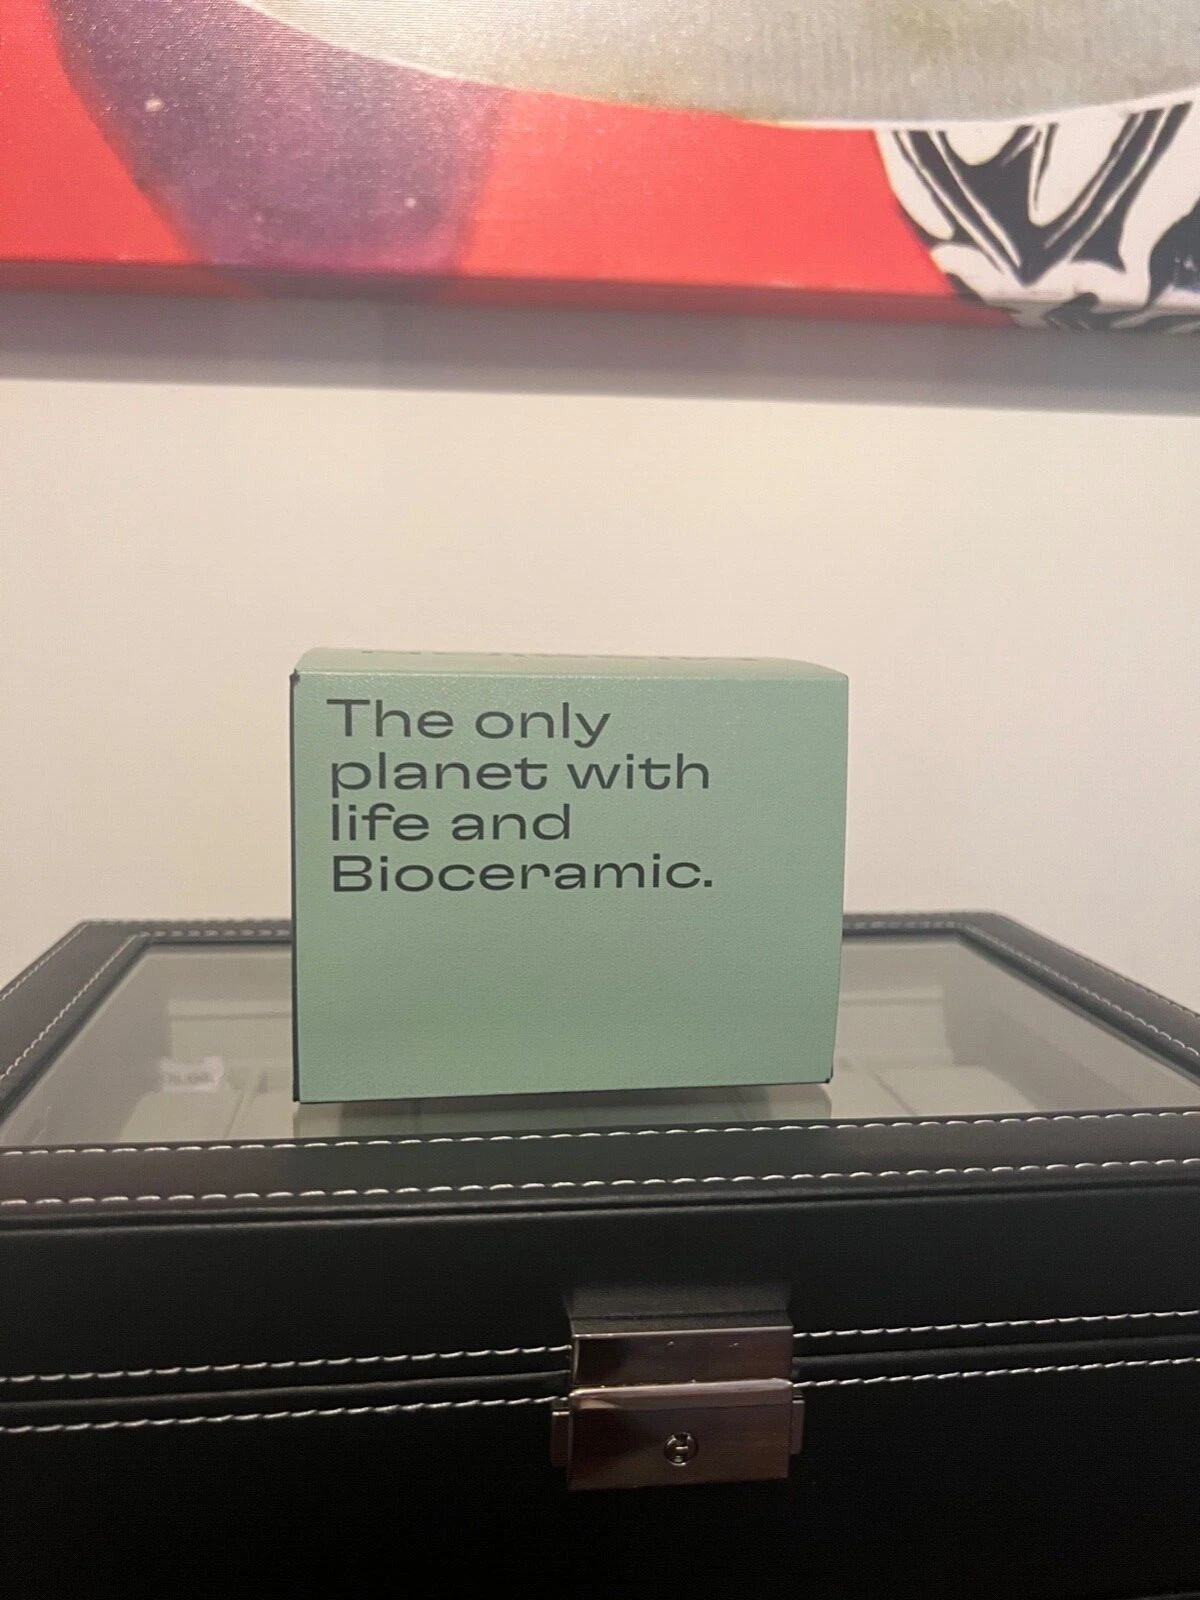 The only
planet with
life and
Bioceramic.